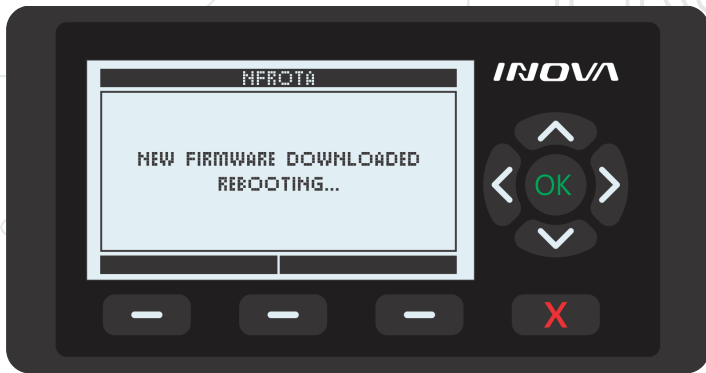 NFROTA
INOVA
NEW FIRMWARE DOWNLOADED
REBOOTING...
OK
X